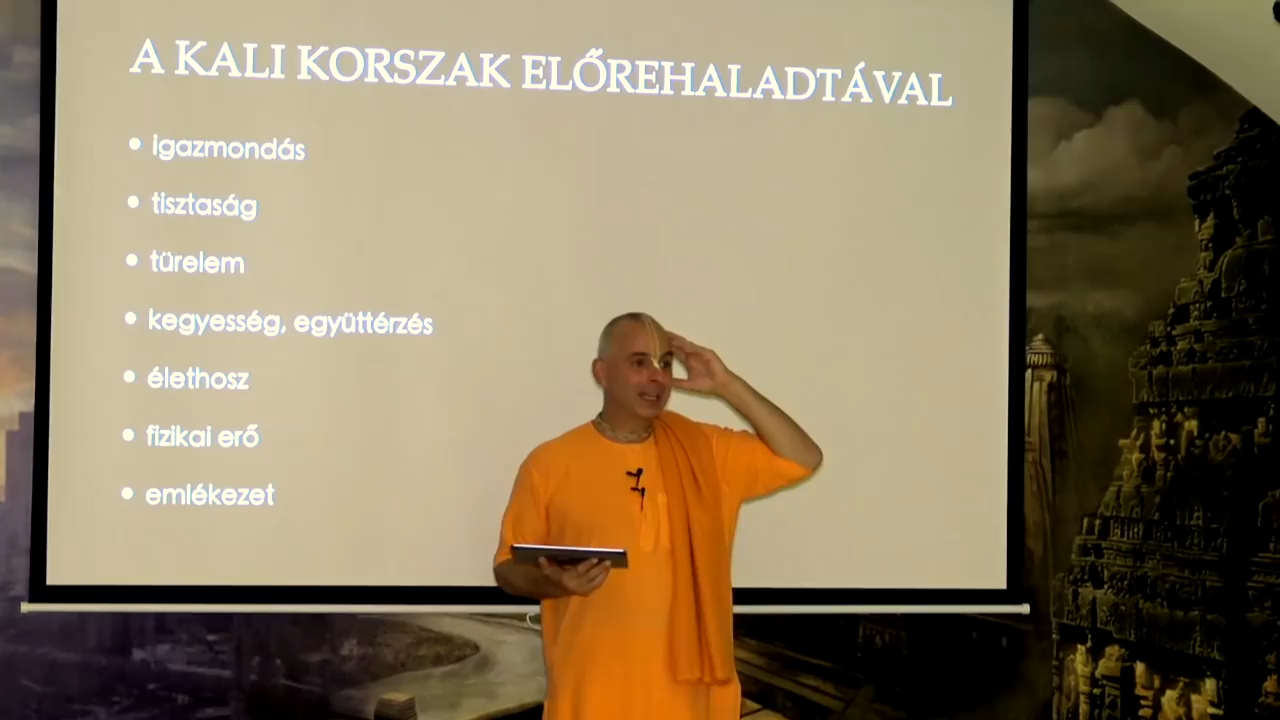 A KALI KORSZAK ELŐREHALADTÁVAL
• igazmondás
• tisztaság
• türelem
• kegyesség, együttérzés
• élethosz
• fizikai erő
• emlékezet